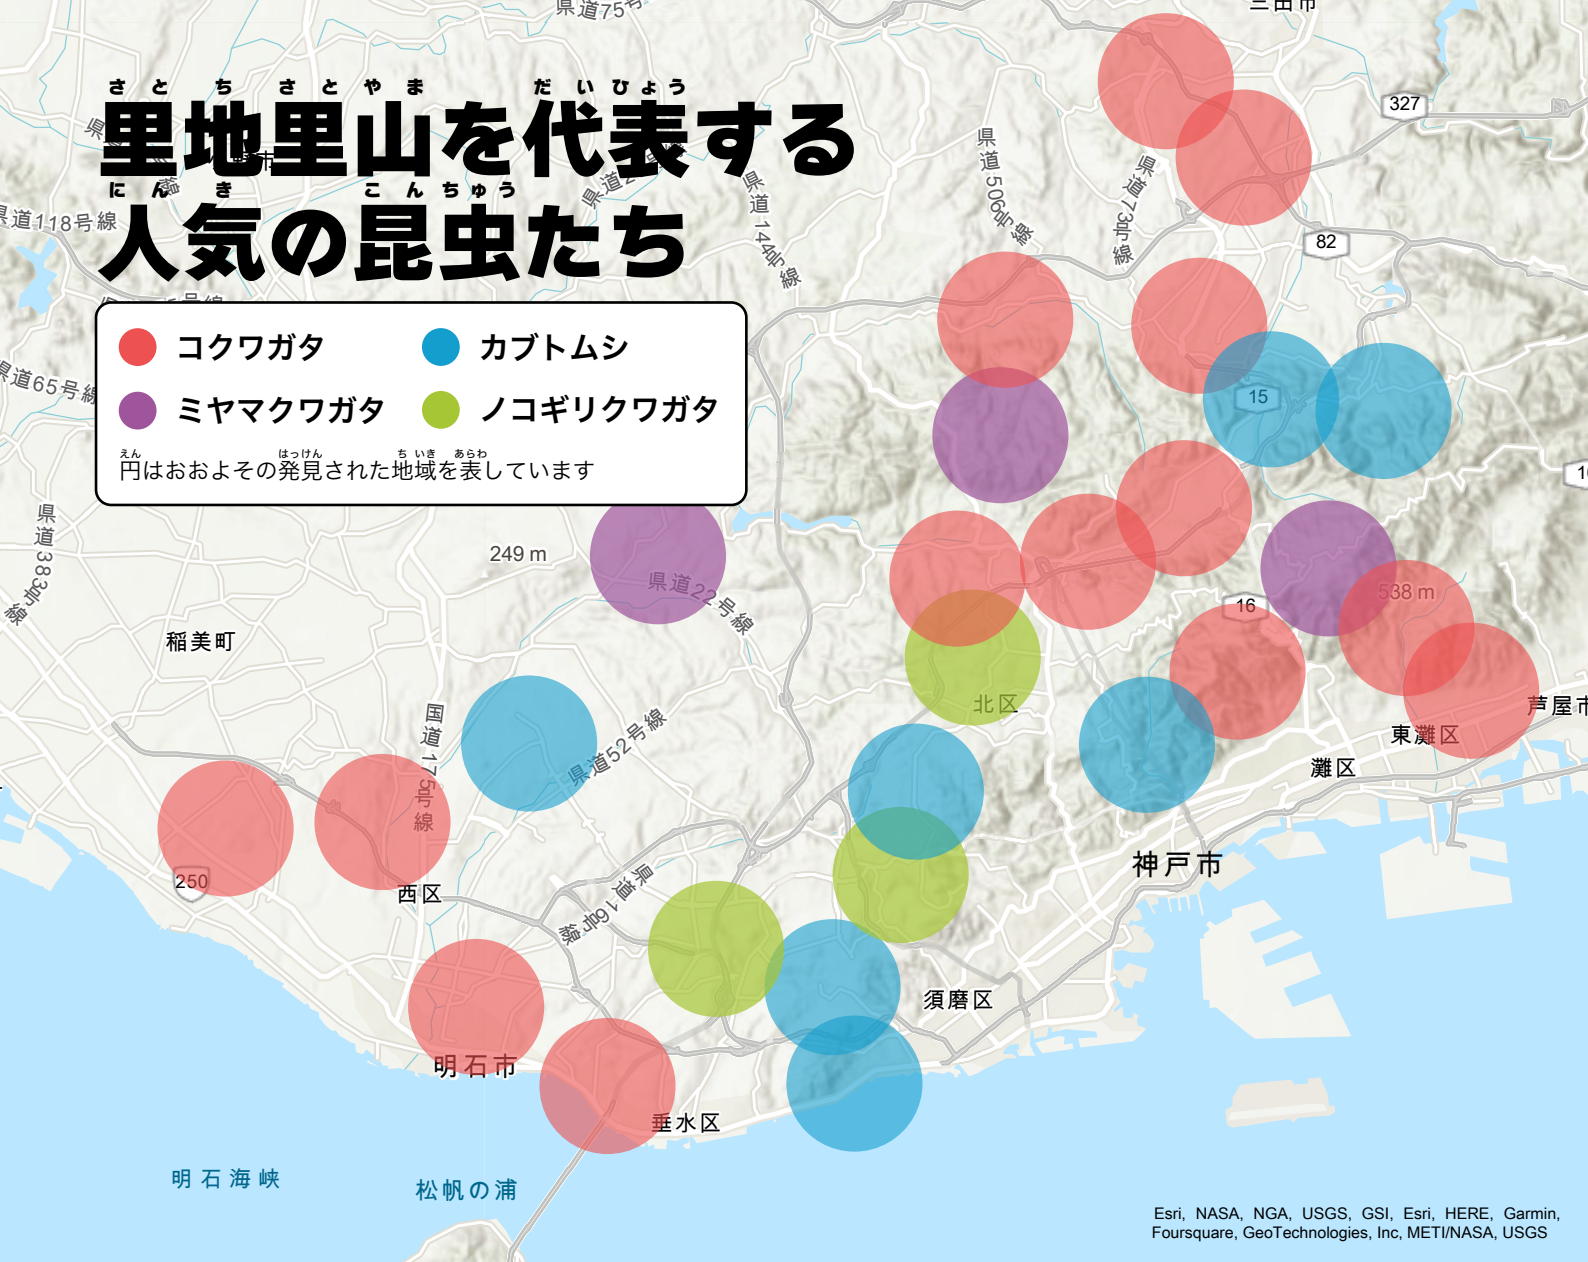 県道75号
三田市
さとちさとやま だいひょう
里地里山を代表する
にんき こんちゅう
人気の昆虫たち
327
県道506号線
県道73号線
県道144号線
県道118号線
82
コクワガタ
カブトムシ
ミヤマクワガタ
ノコギリクワガタ
えん はっけん ちいき あらわ
円はおおよその発見された地域を表しています
県道65号線
15
県道383号線
249 m
県道22号線
538 m
16
稲美町
北区
芦屋市
国道175号線
県道52号線
東灘区
灘区
250
西区
県道16号線
神戸市
須磨区
明石市
垂水区
明石海峡
松帆の浦
Esri, NASA, NGA, USGS, GSI, Esri, HERE, Garmin,
Foursquare, GeoTechnologies, Inc, METI/NASA, USGS